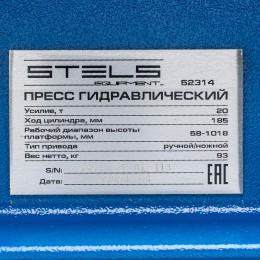 STELS
EQUIPMENT
52314
ПРЕСС ГИДРАВЛИЧЕСКИЙ
Усилие, т 20
Ход цилиндра, мм 185
Рабочий диапазон высоты
платформы, мм 58-1018
Тип привода ручной/ножной
Вес нетто, кг 93
S/N:
Дата:
EAC